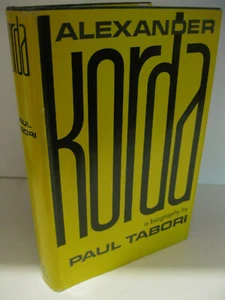 korda
PAUL
TABORI
ALEXANDER
korda
a biography by
PAUL TABORI